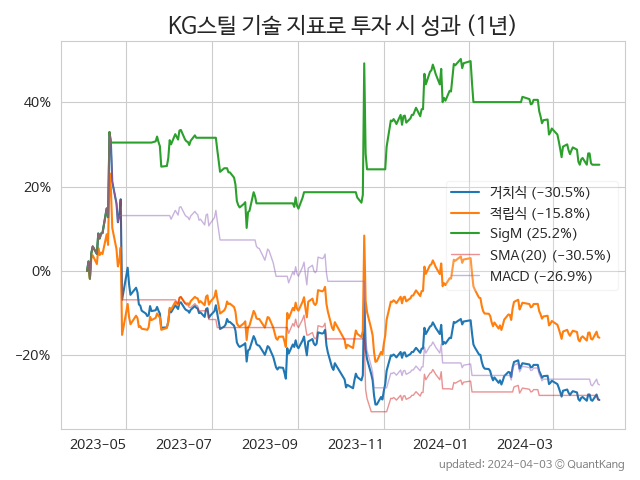 KG스틸 기술 지표로 투자 시 성과 (1년)
40%
20%
0%
−20%
거치식 (−30.5%)
적립식 (−15.8%)
SigM (25.2%)
SMA(20) (−30.5%)
MACD (−26.9%)
2023-05 2023-07 2023-09 2023-11 2024-01 2024-03
updated: 2024-04-03 © QuantKang